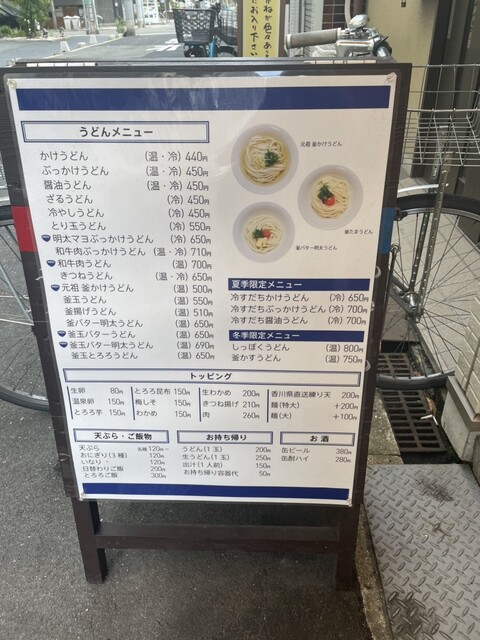 うどんメニュー
かけうどん (温・冷) 440円
ぶっかけうどん (温・冷) 450円
醤油うどん (温・冷) 450円
ざるうどん (冷) 450円
冷やしうどん (冷) 450円
とり玉うどん (冷) 550円
明太マヨぶっかけうどん (冷) 650円
和牛肉ぶっかけうどん (温・冷) 710円
和牛肉うどん (温) 700円
きつねうどん (温・冷) 650円
元祖 釜かけうどん (温) 500円
釜玉うどん (温) 550円
釜揚げうどん (温) 510円
釜バター明太うどん (温) 650円
釜玉バターうどん (温) 650円
釜玉バター明太うどん (温) 690円
釜玉とろろうどん (温) 650円
元祖 釜かけうどん
釜たまうどん
釜バター明太うどん
夏季限定メニュー
冷すだちかけうどん (冷) 650円
冷すだちぶっかけうどん (冷) 700円
冷すだち醤油うどん (冷) 700円
冬季限定メニュー
しっぽくうどん (温) 800円
釜かすうどん (温) 750円
トッピング
生卵 80円
温泉卵 150円
とろろ芋 150円
とろろ昆布 150円
梅しそ 150円
わかめ 150円
生わかめ 200円
きつね揚げ 210円
肉 260円
香川県直送練り天 200円
麺(特大) +200円
麺(大) +100円
天ぷら・ご飯物
天ぷら 各種120円~
おにぎり(3種) 120円
いなり 120円
日替わりご飯 200円
とろろご飯 300円
お持ち帰り
うどん(1玉) 200円
生うどん(1玉) 250円
出汁(1人前) 150円
お持ち帰り容器代 50円
お酒
缶ビール 380円
缶酎ハイ 280円